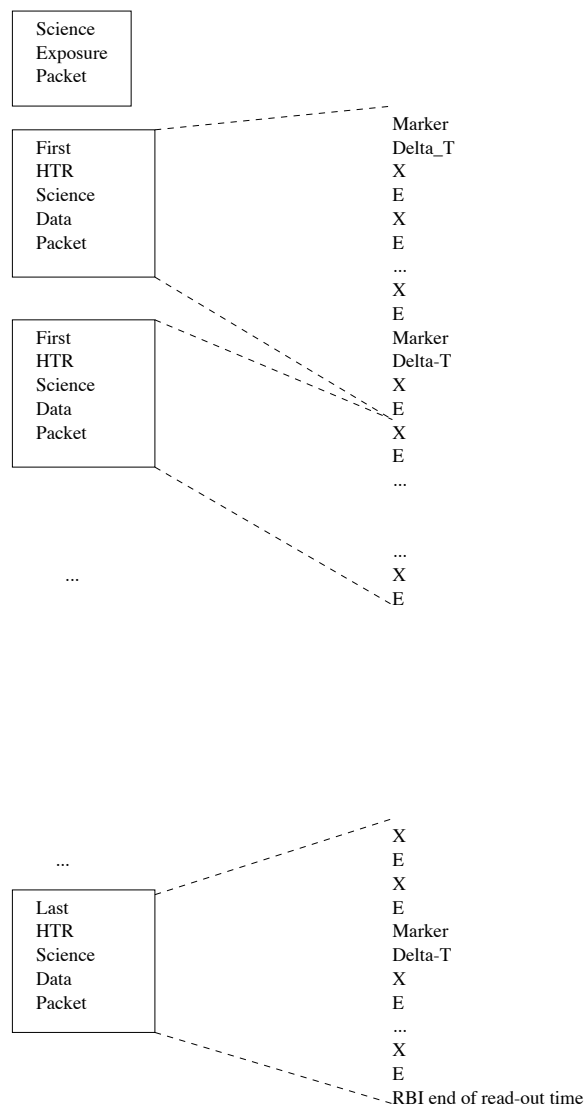 Science
Exposure
Packet
First
HTR
Science
Data
Packet
First
HTR
Science
Data
Packet
...
...
Last
HTR
Science
Data
Packet
Marker
Delta_T
X
E
X
E
...
X
E
Marker
Delta-T
X
E
X
E
...
...
X
E
X
E
X
E
Marker
Delta-T
X
E
...
X
E
RBI end of read-out time